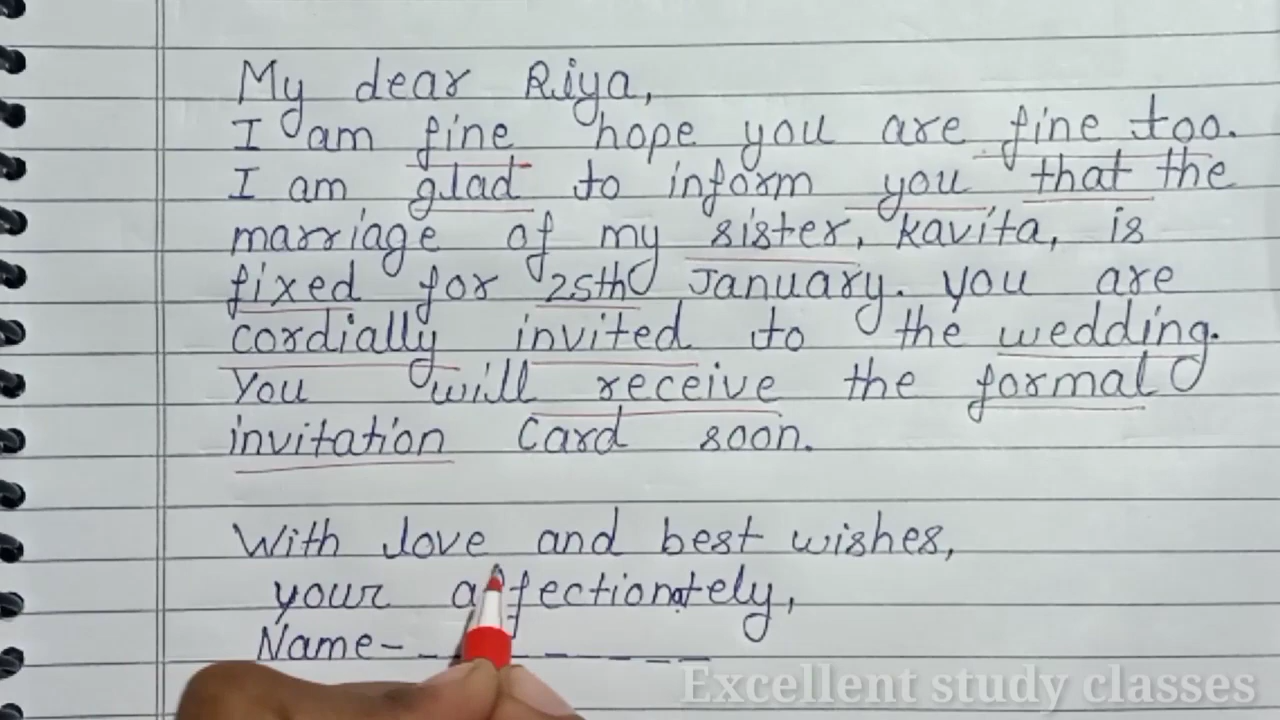 My dear Riya,
I am fine hope you are fine too.
I am glad to inform you that the
marriage of my sister, kavita, is
fixed for 25th January. you are
cordially invited to the wedding.
You will receive the formal
invitation Card soon.
With love and best wishes,
your affectionately,
Name- _ _ _ _ _ _ _
Excellent study classes